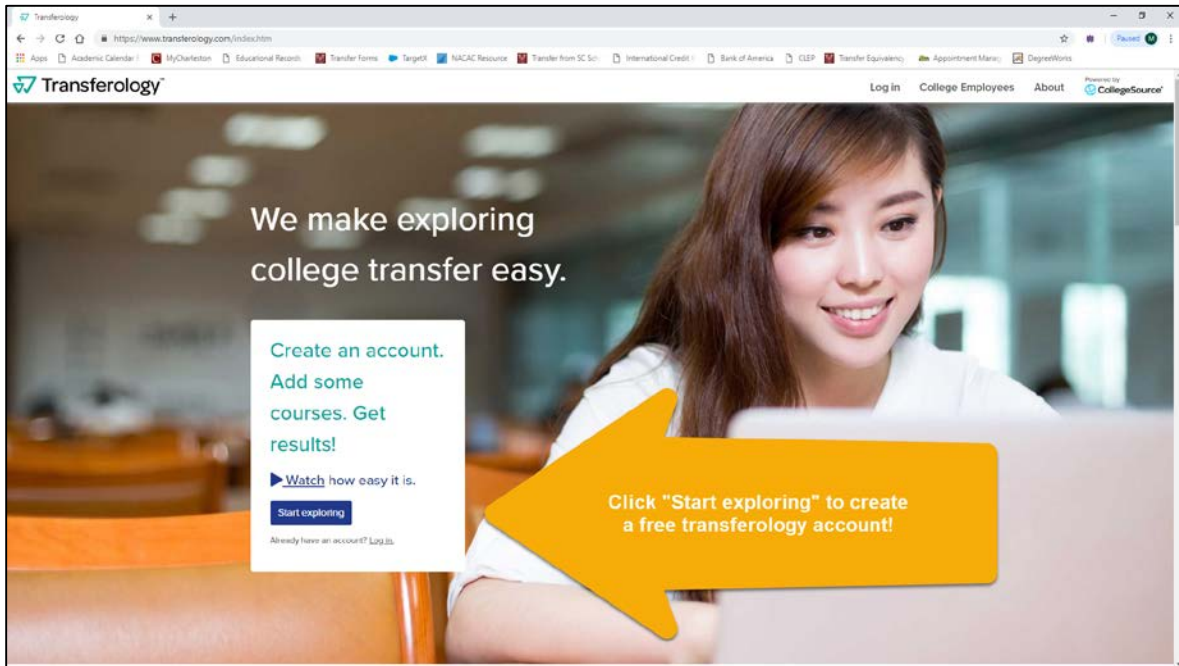 Transferology
https://www.transferology.com/index.htm
Paused M
Apps Academic Calendar MyCharleston Educational Records Transfer Forms TargetX NACAC Resource Transfer from SC Sch International Credit Bank of America CLEP Transfer Equivalency Appointment Manag DegreeWorks
Transferology™
Log in College Employees About
Powered by
CollegeSource®
We make exploring
college transfer easy.
Create an account.
Add some
courses. Get
results!
Watch how easy it is.
Start exploring
Already have an account? Log in.
Click "Start exploring" to create
a free transferology account!